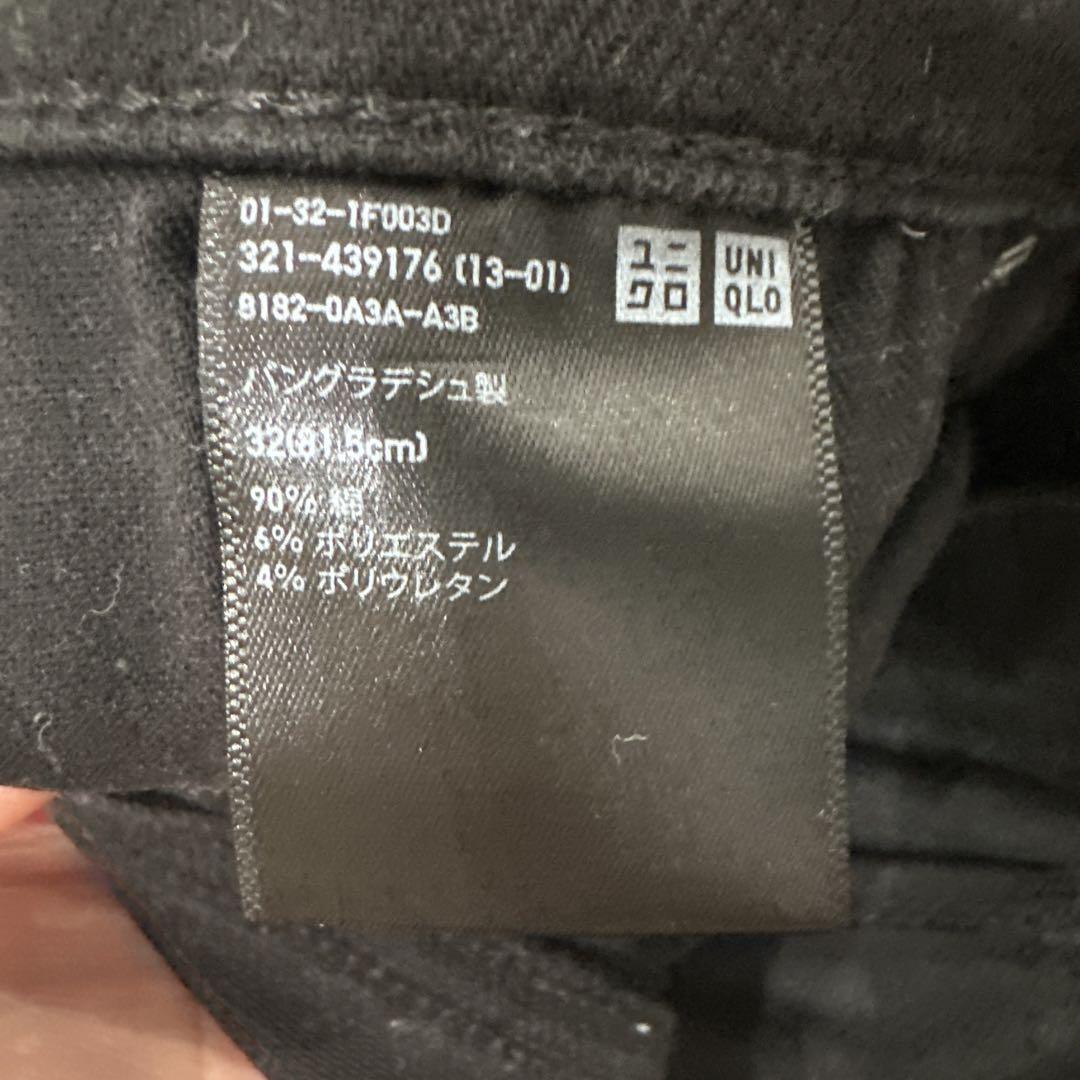 01-32-1F003D
321-439176 (13-01)
8182-0A3A-A3B
ユニ
クロ
UNI
QLO
バングラデシュ製
32(81.5cm)
90% 綿
6% ポリエステル
4% ポリウレタン